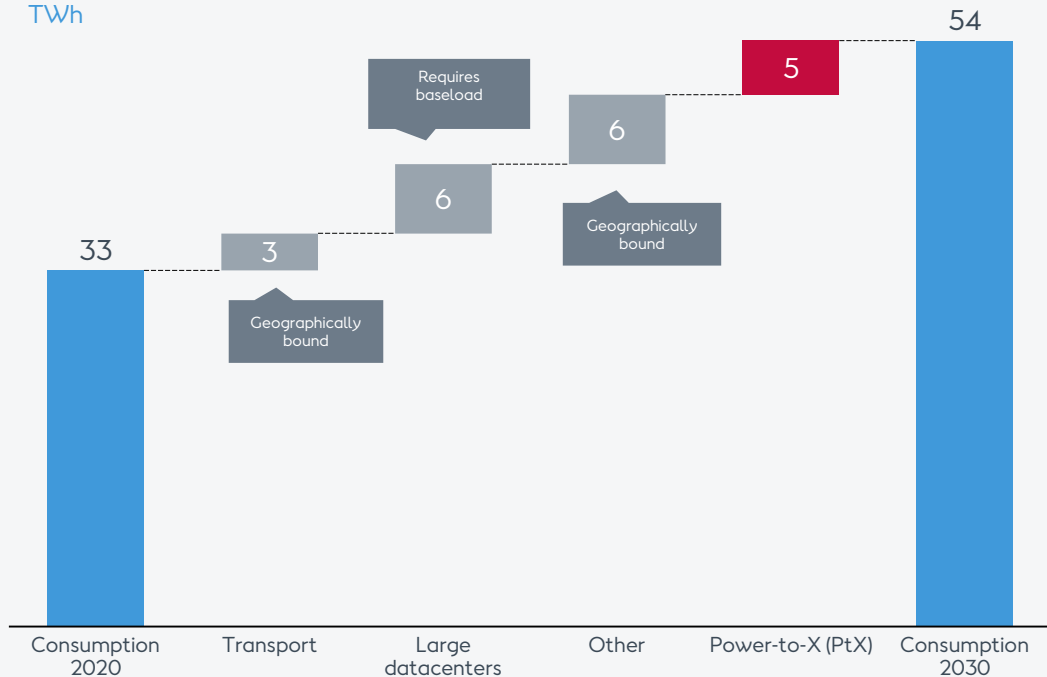 TWh
54
5
Requires
baseload
6
6
Geographically
bound
33
3
Geographically
bound
Consumption
2020
Transport
Large
datacenters
Other
Power-to-X (PtX)
Consumption
2030